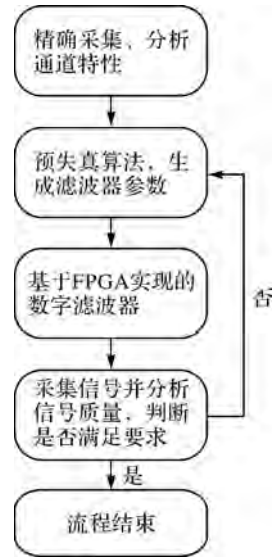 精确采集、分析
通道特性
预失真算法,生
成滤波器参数
基于FPGA实现的
数字滤波器
否
采集信号并分析
信号质量,判断
是否满足要求
是
流程结束